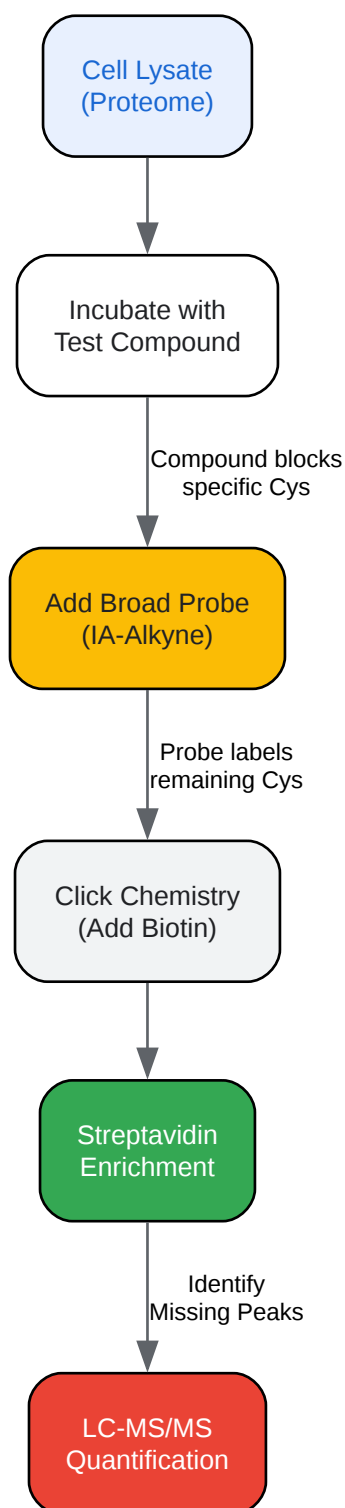 Cell Lysate
(Proteome)
Incubate with
Test Compound
Compound blocks
specific Cys
Add Broad Probe
(IA-Alkyne)
Probe labels
remaining Cys
Click Chemistry
(Add Biotin)
Streptavidin
Enrichment
Identify
Missing Peaks
LC-MS/MS
Quantification